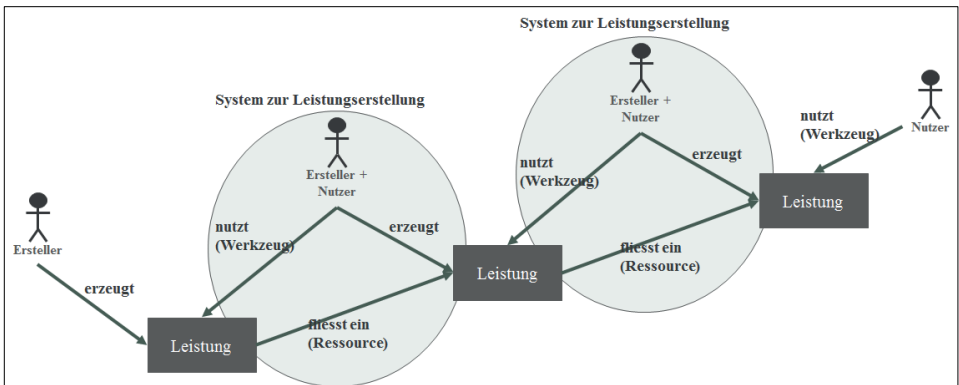 System zur Leistungserstellung
Ersteller +
Nutzer
nutzt
(Werkzeug)
erzeugt
nutzt
(Werkzeug)
Nutzer
Leistung
System zur Leistungserstellung
Ersteller +
Nutzer
nutzt
(Werkzeug)
erzeugt
Leistung
fliesst ein
(Ressource)
Ersteller
erzeugt
Leistung
fliesst ein
(Ressource)